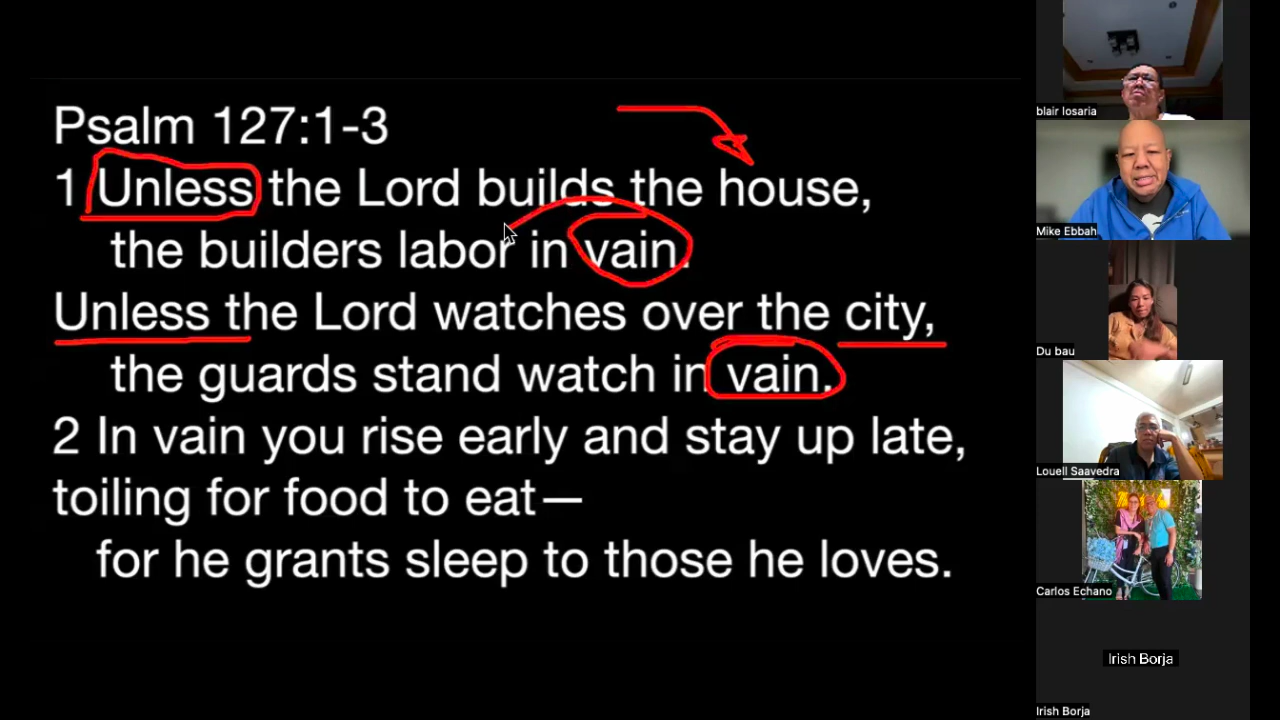 Psalm 127:1-3
1 Unless the Lord builds the house,
the builders labor in vain.
Unless the Lord watches over the city,
the guards stand watch in vain.
2 In vain you rise early and stay up late,
toiling for food to eat—
for he grants sleep to those he loves.
blair losaria
Mike Ebbah
Du bau
Louell Saavedra
Carlos Echano
Irish Borja
Irish Borja